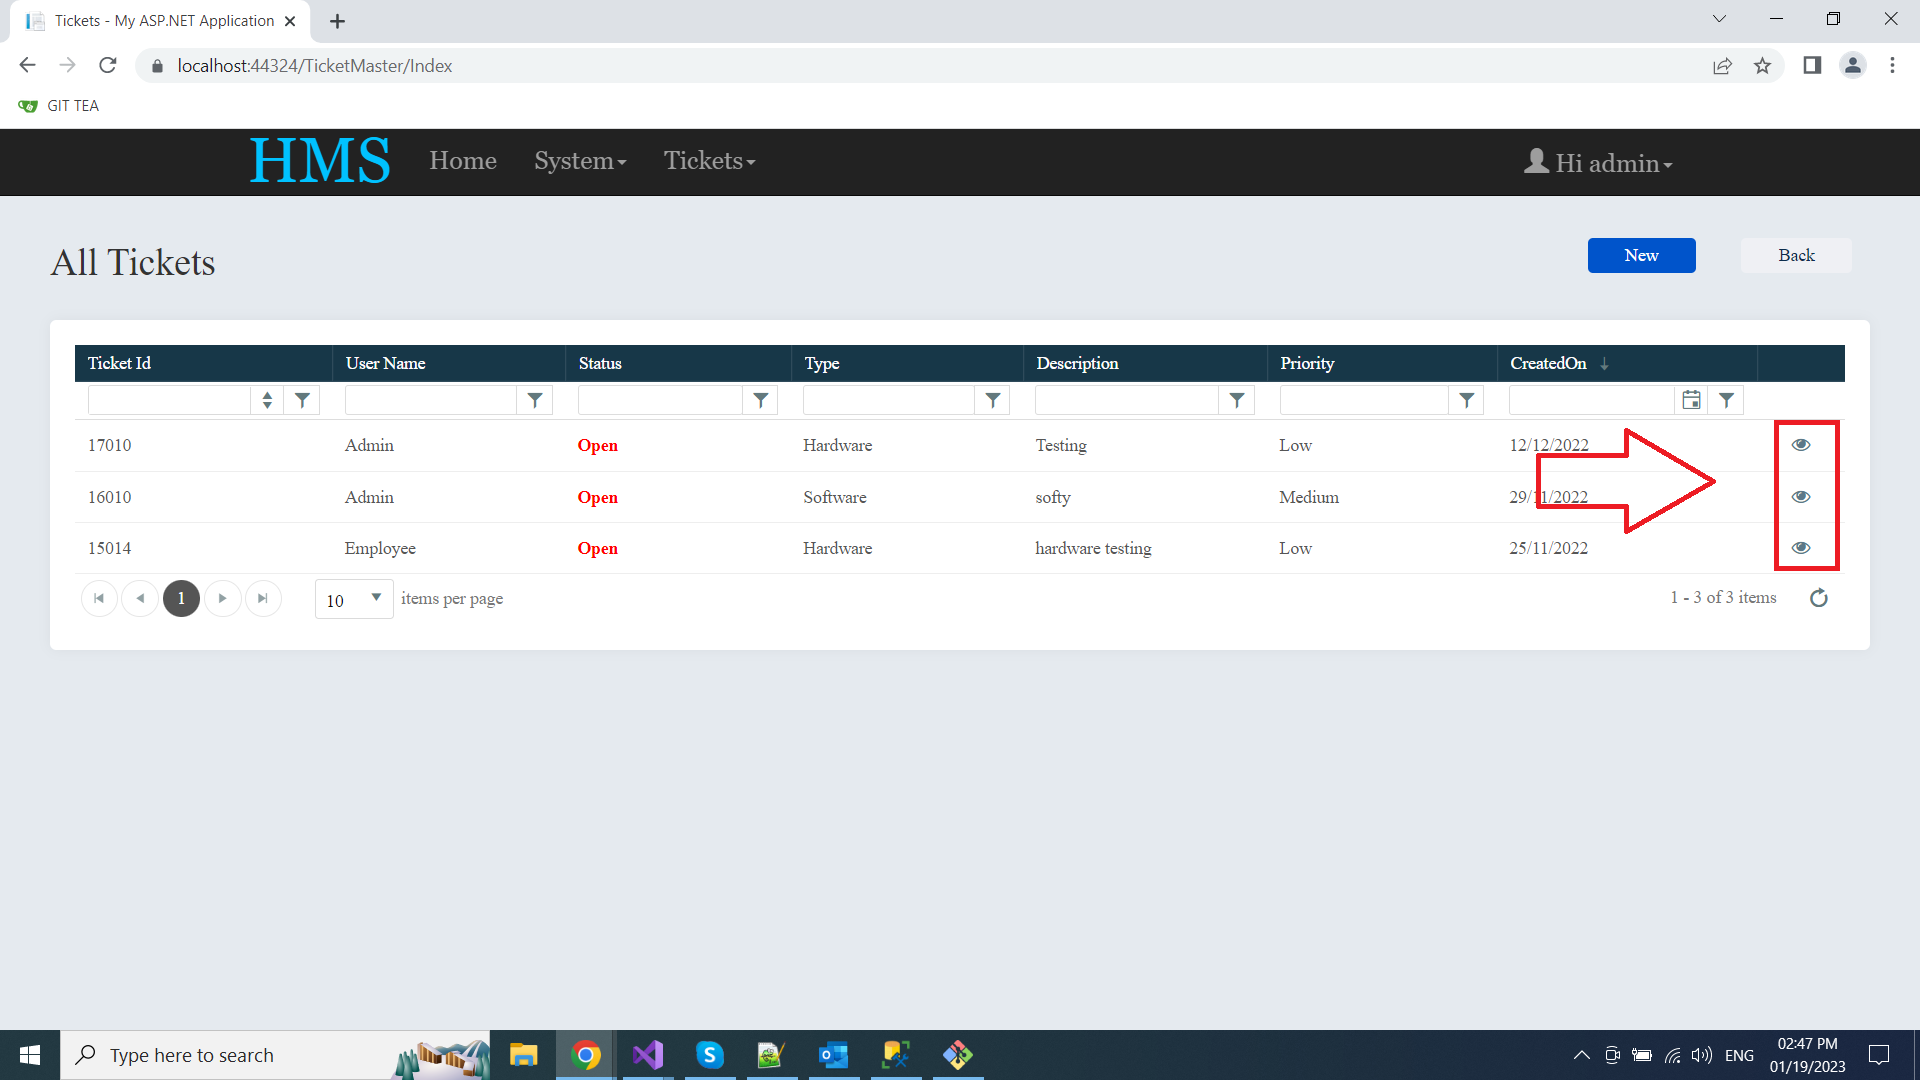 Tickets - My ASP.NET Application
localhost:44324/TicketMaster/Index
GIT TEA
HMS Home System Tickets Hi admin
All Tickets
New Back
Ticket Id User Name Status Type Description Priority CreatedOn
17010 Admin Open Hardware Testing Low 12/12/2022
16010 Admin Open Software softy Medium 29/11/2022
15014 Employee Open Hardware hardware testing Low 25/11/2022
1 10 items per page 1 - 3 of 3 items
Type here to search
ENG
02:47 PM
01/19/2023